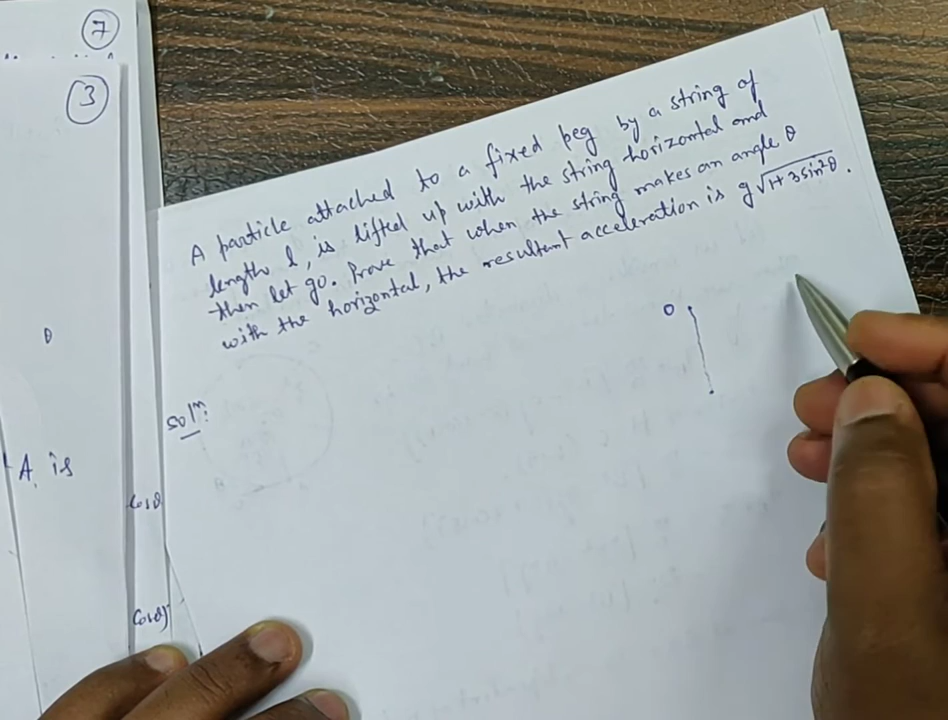 7
3
A particle attached to a fixed peg by a string of
length l, is lifted up with the string horizontal and
then let go. Prove that when the string makes an angle θ
with the horizontal, the resultant acceleration is g√1+3sin²θ.
θ
O
Solⁿ:
A, is
Cosθ
Cosθ)